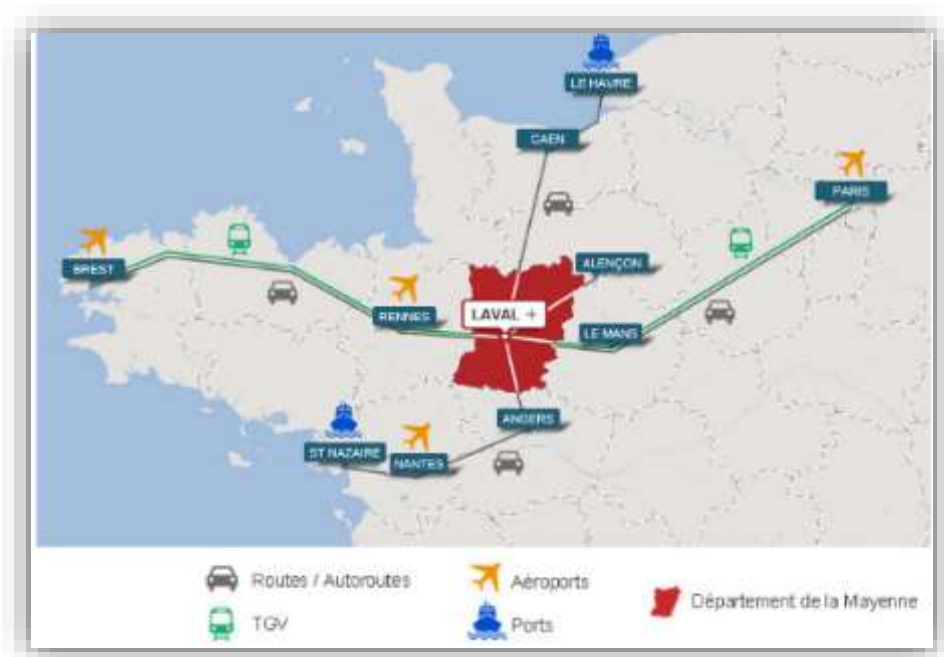 LE HAVRE
CAEN
PARIS
BREST
ALENÇON
RENNES
LAVAL +
LE MANS
ANGERS
ST NAZAIRE
NANTES
Routes / Autoroutes
Aéroports
Département de la Mayenne
TGV
Ports